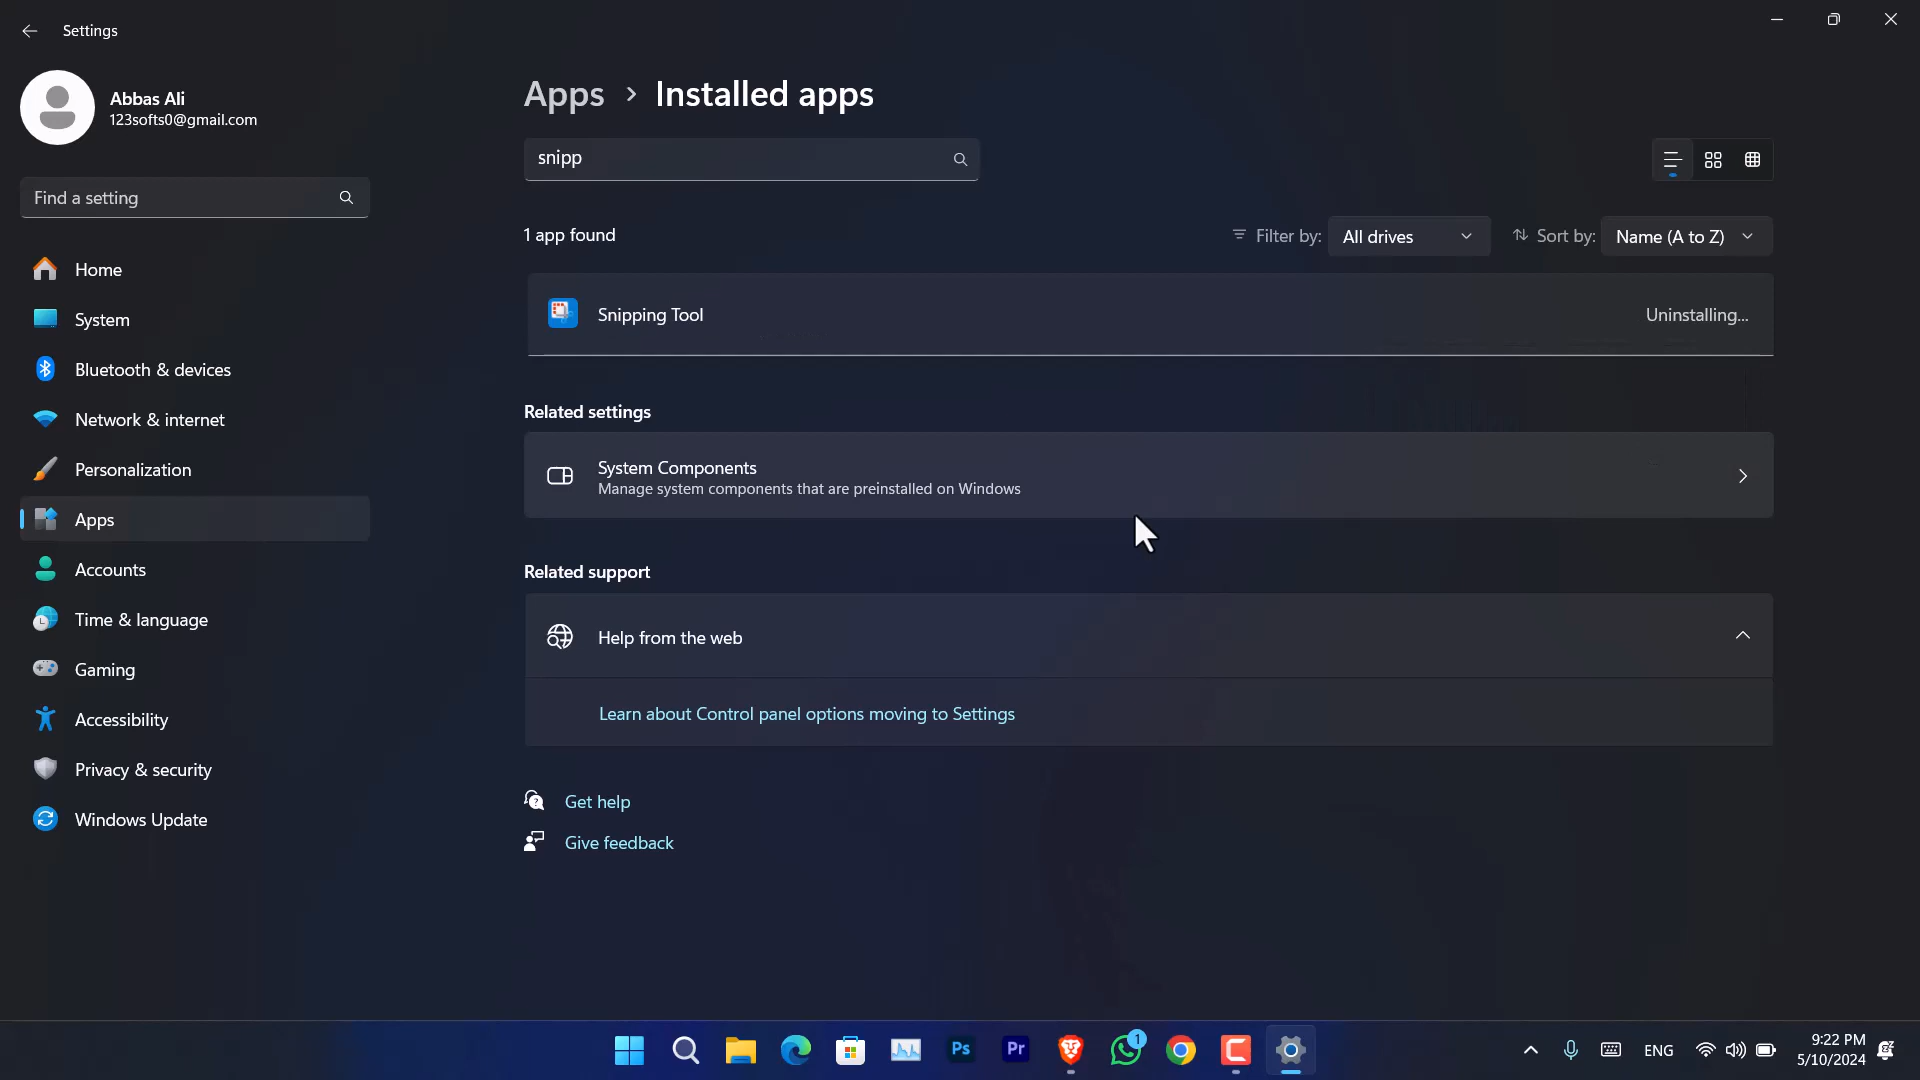 Settings
Abbas Ali
123softs0@gmail.com
Find a setting
Home
System
Bluetooth & devices
Network & internet
Personalization
Apps
Accounts
Time & language
Gaming
Accessibility
Privacy & security
Windows Update
Apps > Installed apps
snipp
1 app found
Filter by: All drives
Sort by: Name (A to Z)
Snipping Tool
Uninstalling...
Related settings
System Components
Manage system components that are preinstalled on Windows
Related support
Help from the web
Learn about Control panel options moving to Settings
Get help
Give feedback
Ps
Pr
1
ENG
9:22 PM
5/10/2024